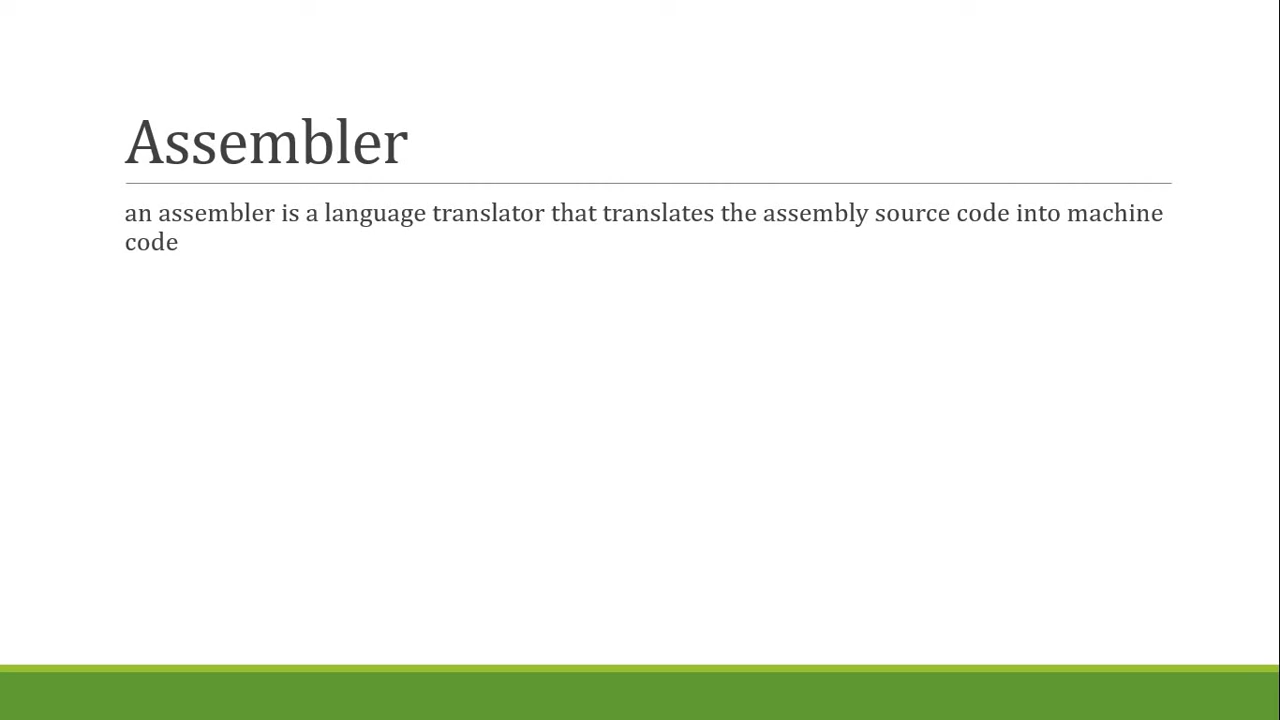 Assembler
an assembler is a language translator that translates the assembly source code into machine
code